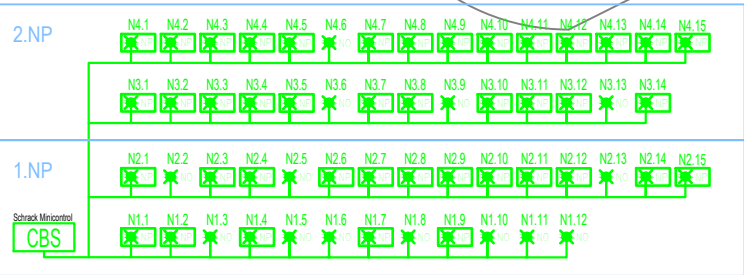 N4.1 N4.2 N4.3 N4.4 N4.5 N4.6 N4.7 N4.8 N4.9 N4.10 N4.11 N4.12 N4.13 N4.14 N4.15
2.NP
N3.1 N3.2 N3.3 N3.4 N3.5 N3.6 N3.7 N3.8 N3.9 N3.10 N3.11 N3.12 N3.13 N3.14
N2.1 N2.2 N2.3 N2.4 N2.5 N2.6 N2.7 N2.8 N2.9 N2.10 N2.11 N2.12 N2.13 N2.14 N2.15
1.NP
Schrack Minicontrol
CBS
N1.1 N1.2 N1.3 N1.4 N1.5 N1.6 N1.7 N1.8 N1.9 N1.10 N1.11 N1.12